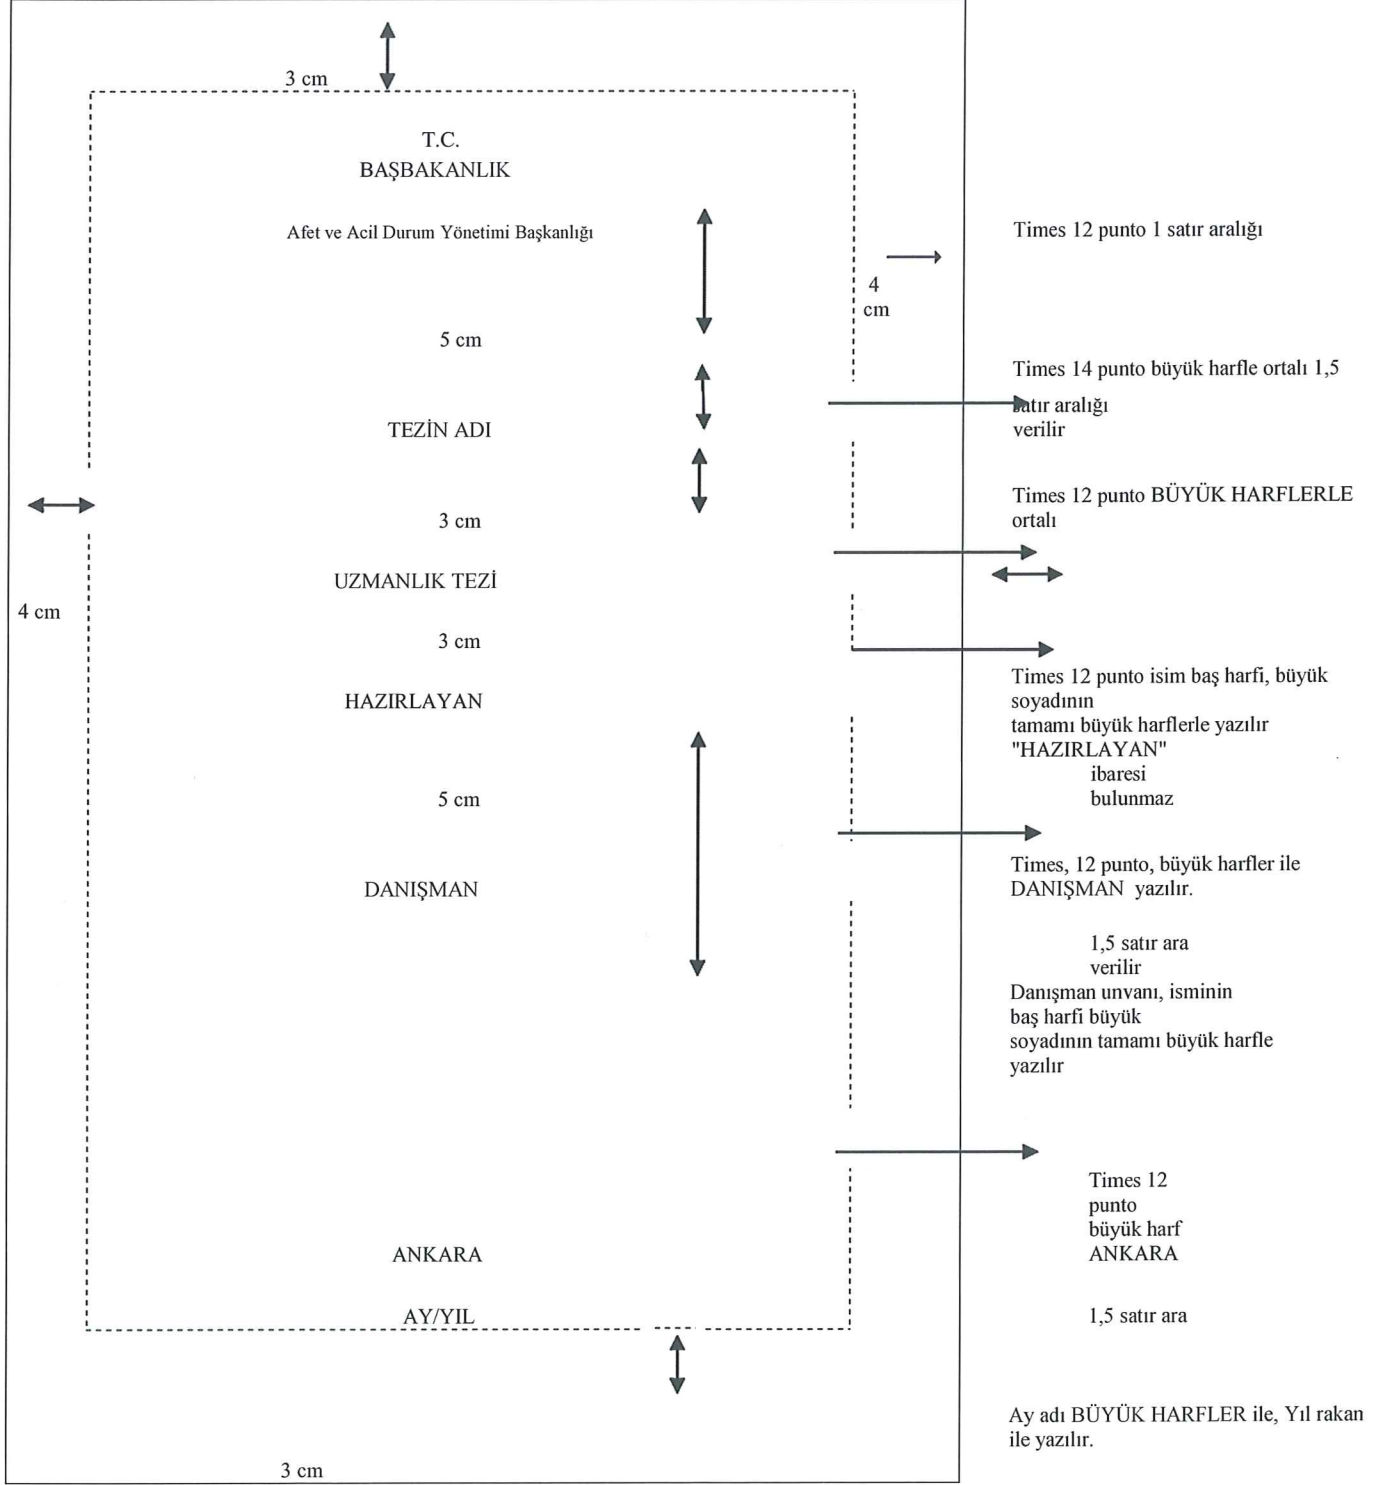 3 cm
T.C.
BAŞBAKANLIK
Afet ve Acil Durum Yönetimi Başkanlığı
Times 12 punto 1 satır aralığı
4
cm
5 cm
Times 14 punto büyük harfle ortalı 1,5
satır aralığı
verilir
TEZİN ADI
Times 12 punto BÜYÜK HARFLERLE
ortalı
3 cm
UZMANLIK TEZİ
4 cm
3 cm
Times 12 punto isim baş harfi, büyük
soyadının
tamamı büyük harflerle yazılır
"HAZIRLAYAN"
ibaresi
bulunmaz
HAZIRLAYAN
5 cm
Times, 12 punto, büyük harfler ile
DANIŞMAN yazılır.
DANIŞMAN
1,5 satır ara
verilir
Danışman unvanı, isminin
baş harfi büyük
soyadının tamamı büyük harfle
yazılır
Times 12
punto
büyük harf
ANKARA
ANKARA
1,5 satır ara
AY/YIL
Ay adı BÜYÜK HARFLER ile, Yıl rakan
ile yazılır.
3 cm